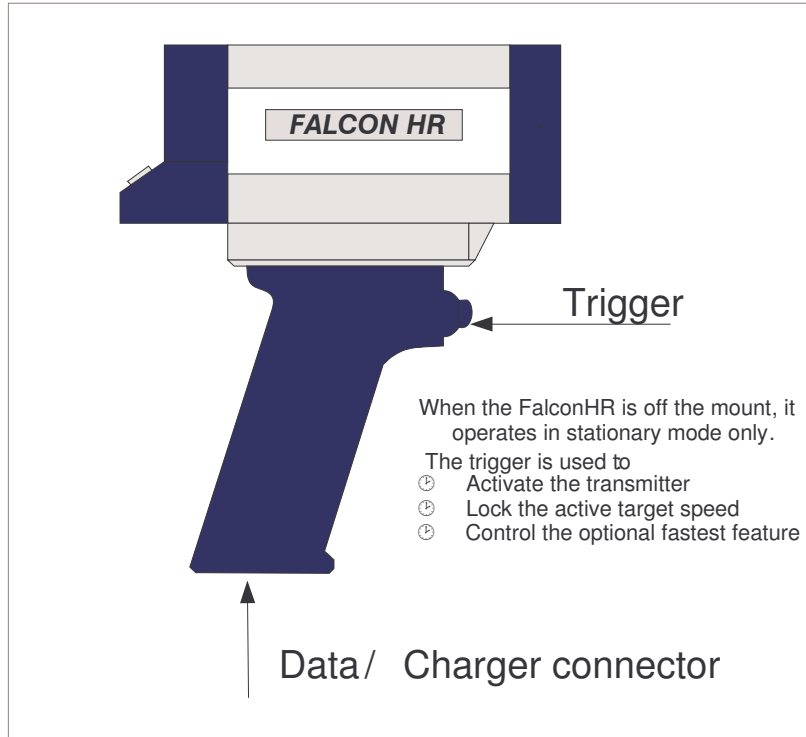 FALCON HR
Trigger
When the FalconHR is off the mount, it
operates in stationary mode only.
The trigger is used to
Activate the transmitter
Lock the active target speed
Control the optional fastest feature
Data / Charger connector